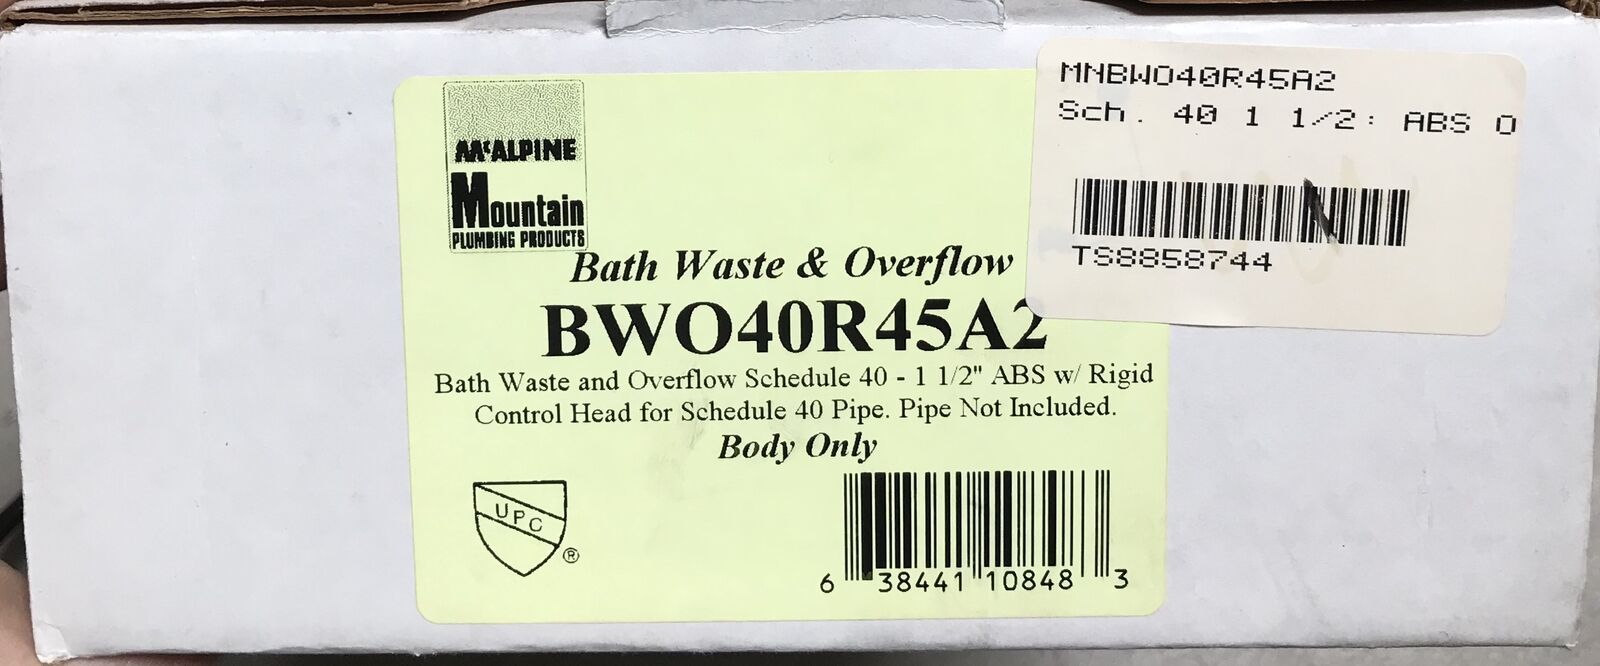 McALPINE
Mountain
PLUMBING PRODUCTS
Bath Waste & Overflow
BWO40R45A2
Bath Waste and Overflow Schedule 40 - 1 1/2" ABS w/ Rigid
Control Head for Schedule 40 Pipe. Pipe Not Included.
Body Only
UPC
®
6 38441 10848 3
MNBWO40R45A2
Sch. 40 1 1/2: ABS O
TS8858744